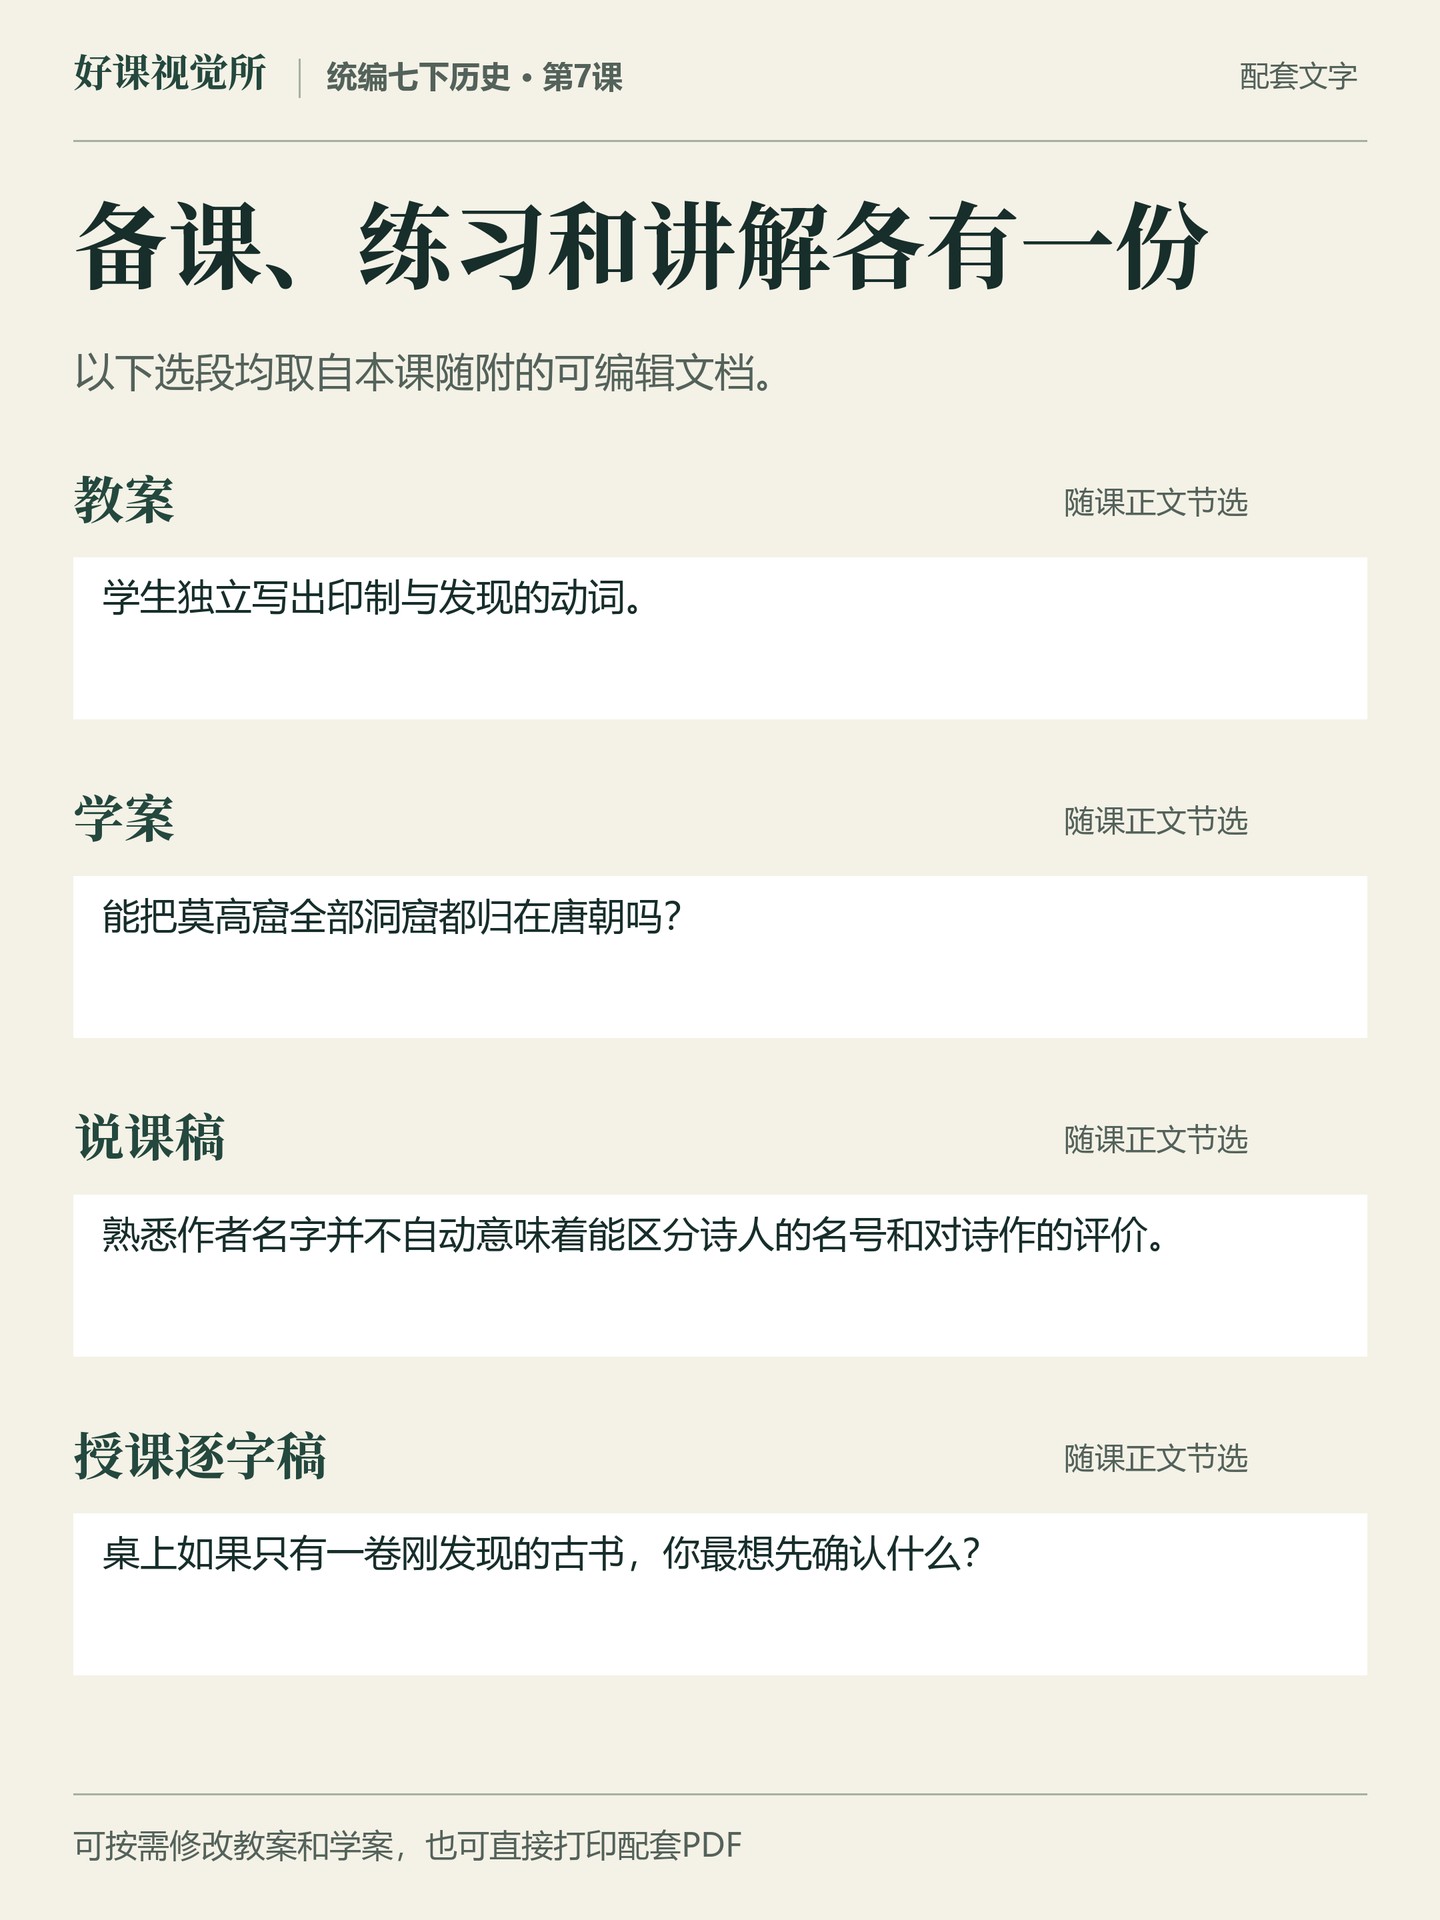 好课视觉所 | 统编七下历史·第7课 配套文字
备课、练习和讲解各有一份
以下选段均取自本课随附的可编辑文档。
教案 随课正文节选
学生独立写出印制与发现的动词。
学案 随课正文节选
能把莫高窟全部洞窟都归在唐朝吗？
说课稿 随课正文节选
熟悉作者名字并不自动意味着能区分诗人的名号和对诗作的评价。
授课逐字稿 随课正文节选
桌上如果只有一卷刚发现的古书，你最想先确认什么？
可按需修改教案和学案，也可直接打印配套PDF